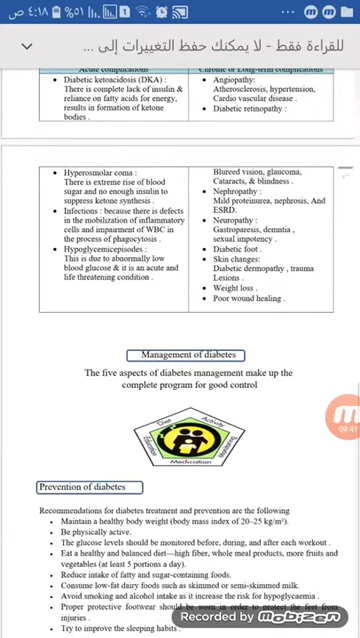 ٤:١٨ ص
%٥١
للقراءة فقط - لا يمكنك حفظ التغييرات إلى ...
Acute complications
Chronic or Long-term complications
• Diabetic ketoacidosis (DKA) :
There is complete lack of insulin &
reliance on fatty acids for energy,
results in formation of ketone
bodies .
• Angiopathy:
Atherosclerosis, hypertension,
Cardio vascular disease .
• Diabetic retinopathy :
• Hyperosmolar coma :
There is extreme rise of blood
sugar and no enough insulin to
suppress ketone synthesis .
• Infections : because there is defects
in the mobilization of inflammatory
cells and impairment of WBC in
the process of phagocytosis .
• Hypoglycemicepisodes :
This is due to abnormally low
blood glucose & it is an acute and
life threatening condition .
Blureed vision, glaucoma,
Cataracts, & blindness .
• Nephropathy :
Mild proteinurea, nephrosis, And
ESRD.
• Neuropathy :
Gastroparesis, demntia ,
sexual impotency .
• Diabetic foot .
• Skin changes:
Diabetic dermopathy , trauma
Lesions .
• Weight loss .
• Poor wound healing .
Management of diabetes
The five aspects of diabetes management make up the
complete program for good control
Diet
Activity
Education
Monitoring
Medication
09:41
Prevention of diabetes
Recommendations for diabetes treatment and prevention are the following
• Maintain a healthy body weight (body mass index of 20–25 kg/m²).
• Be physically active.
• The glucose levels should be monitored before, during, and after each workout .
• Eat a healthy and balanced diet—high fiber, whole meal products, more fruits and
vegetables (at least 5 portions a day).
• Reduce intake of fatty and sugar-containing foods.
• Consume low-fat dairy foods such as skimmed or semi-skimmed milk.
• Avoid smoking and alcohol intake as it increase the risk for hypoglycaemia .
• Proper protective footwear should be worn in order to protect the feet from
injuries .
• Try to improve the sleeping habits .
Recorded by mobizen